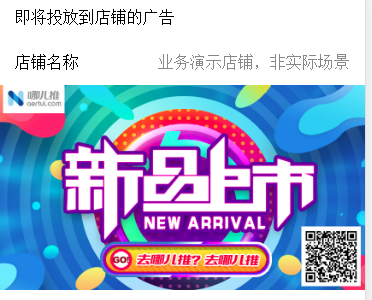 即将投放到店铺的广告
店铺名称 业务演示店铺，非实际场景
哪儿推
naertui.com
新品上市
NEW ARRIVAL
GO! 去哪儿推？去哪儿推